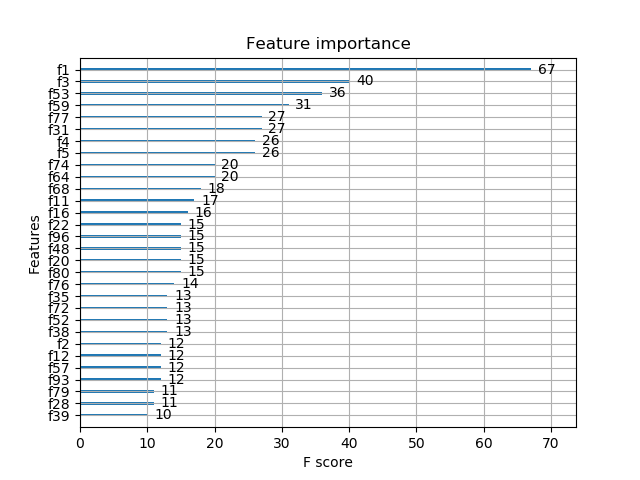 Feature importance
f1 67
f3 40
f53 36
f59 31
f77 27
f31 27
f4 26
f5 26
f74 20
f64 20
f68 18
f11 17
f16 16
f22 15
f96 15
f48 15
f20 15
f80 15
f76 14
f35 13
f72 13
f52 13
f38 13
f2 12
f12 12
f57 12
f93 12
f79 11
f28 11
f39 10
Features
0 10 20 30 40 50 60 70
F score